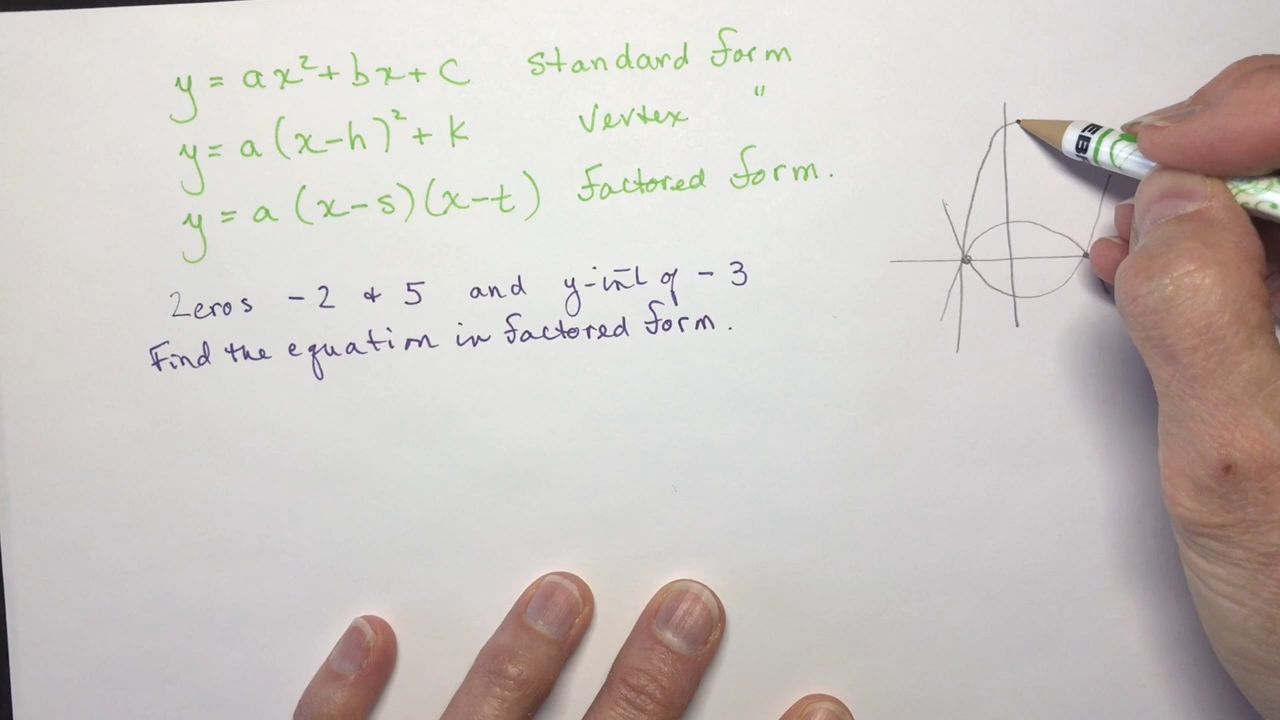 y = ax² + bx + c standard form
y = a (x-h)² + k vertex "
y = a (x-s)(x-t) factored form.
Zeros -2 & 5 and y-int of -3
Find the equation in factored form.